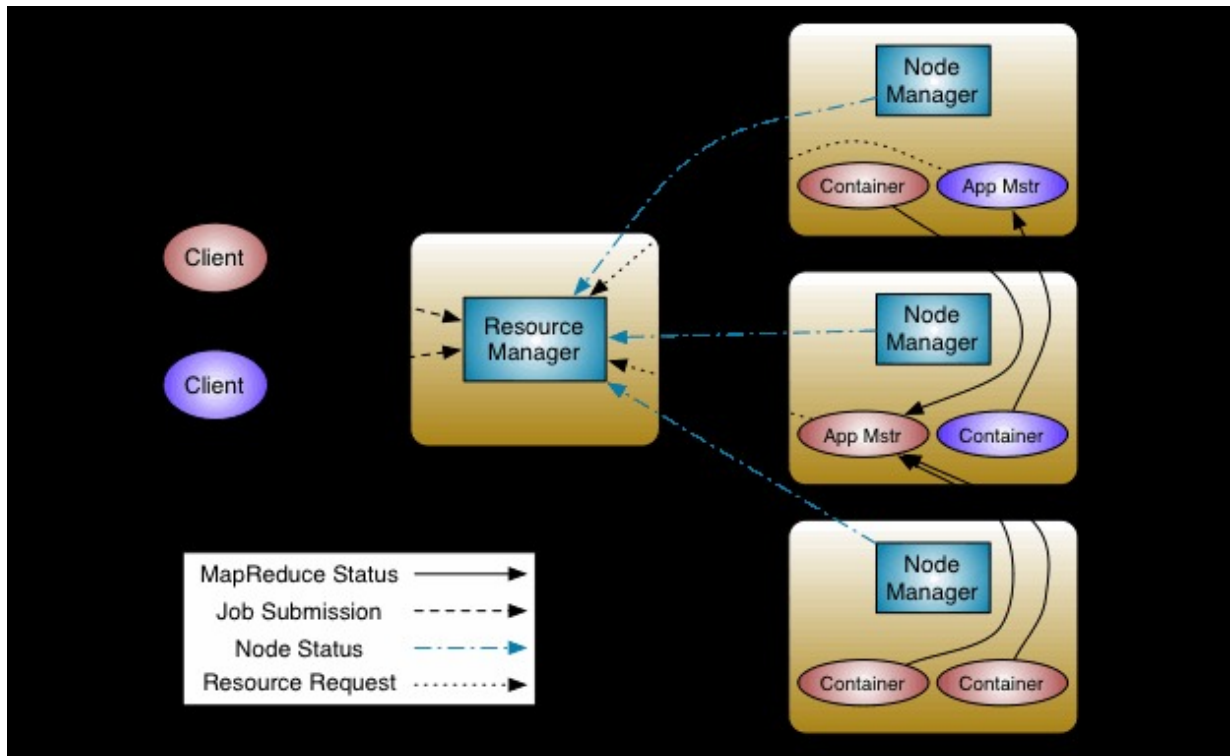 Node
Manager
Container
App Mstr
Client
Client
Resource
Manager
Node
Manager
App Mstr
Container
MapReduce Status
Job Submission
Node Status
Resource Request
Node
Manager
Container
Container